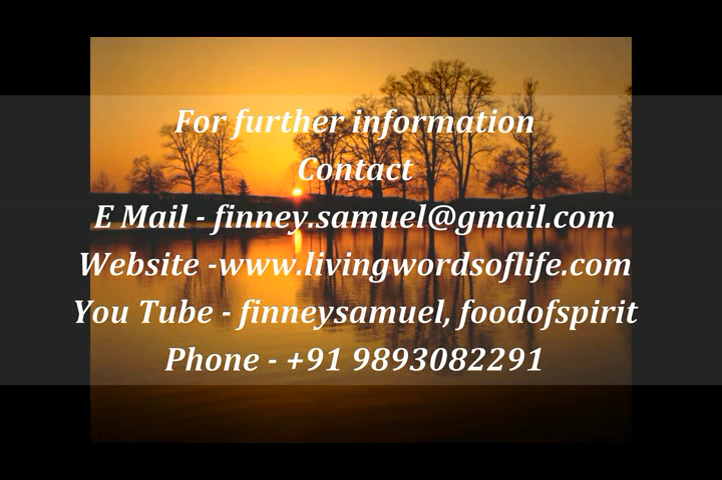 For further information
Contact
E Mail - finney.samuel@gmail.com
Website -www.livingwordsoflife.com
You Tube - finneysamuel, foodofspirit
Phone - +91 9893082291